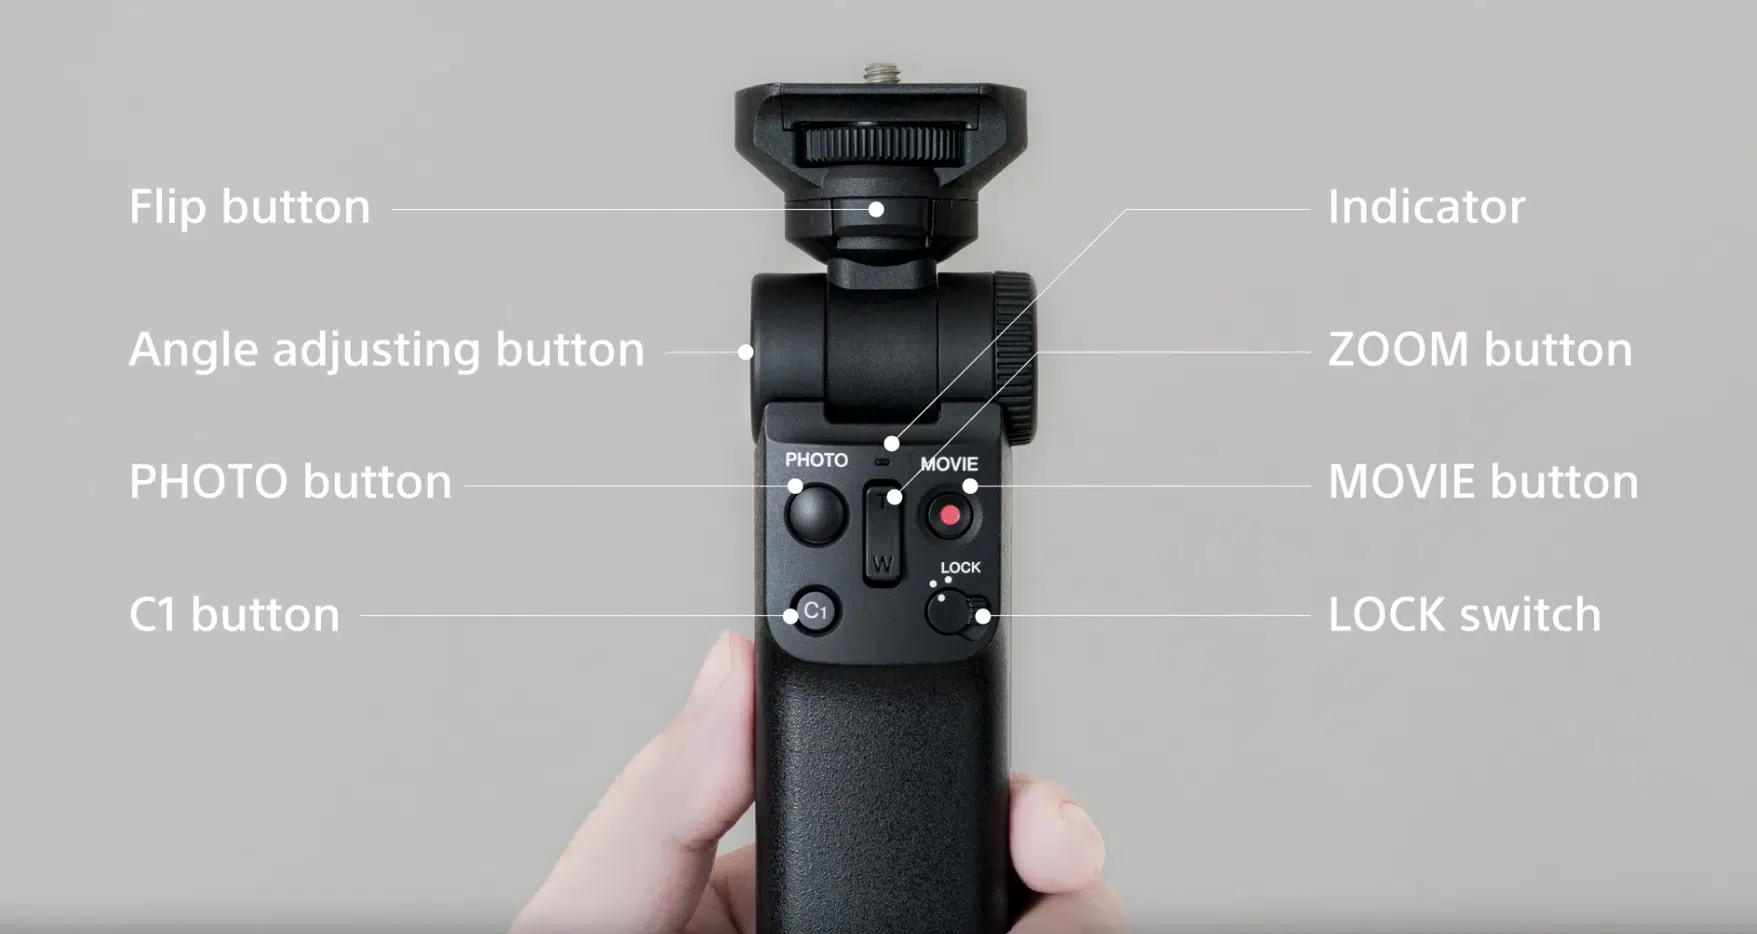 Flip button
Indicator
Angle adjusting button
ZOOM button
PHOTO
MOVIE
PHOTO button
MOVIE button
T
W
LOCK
C1 button
C1
LOCK switch